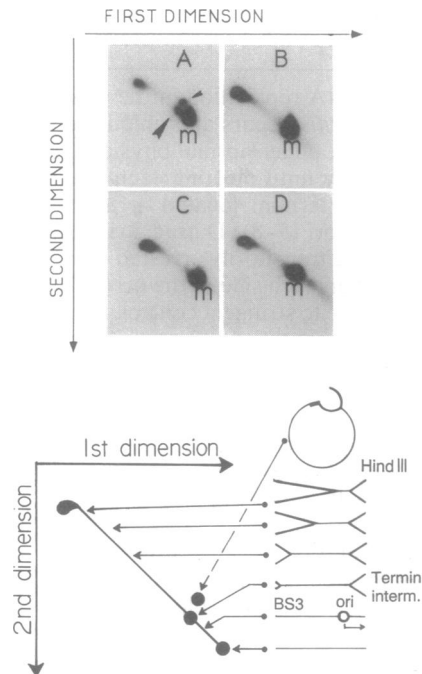 FIRST DIMENSION
SECOND DIMENSION
A
B
m
m
C
D
m
m
1st dimension
2nd dimension
Hind III
Termin
interm.
BS3
ori